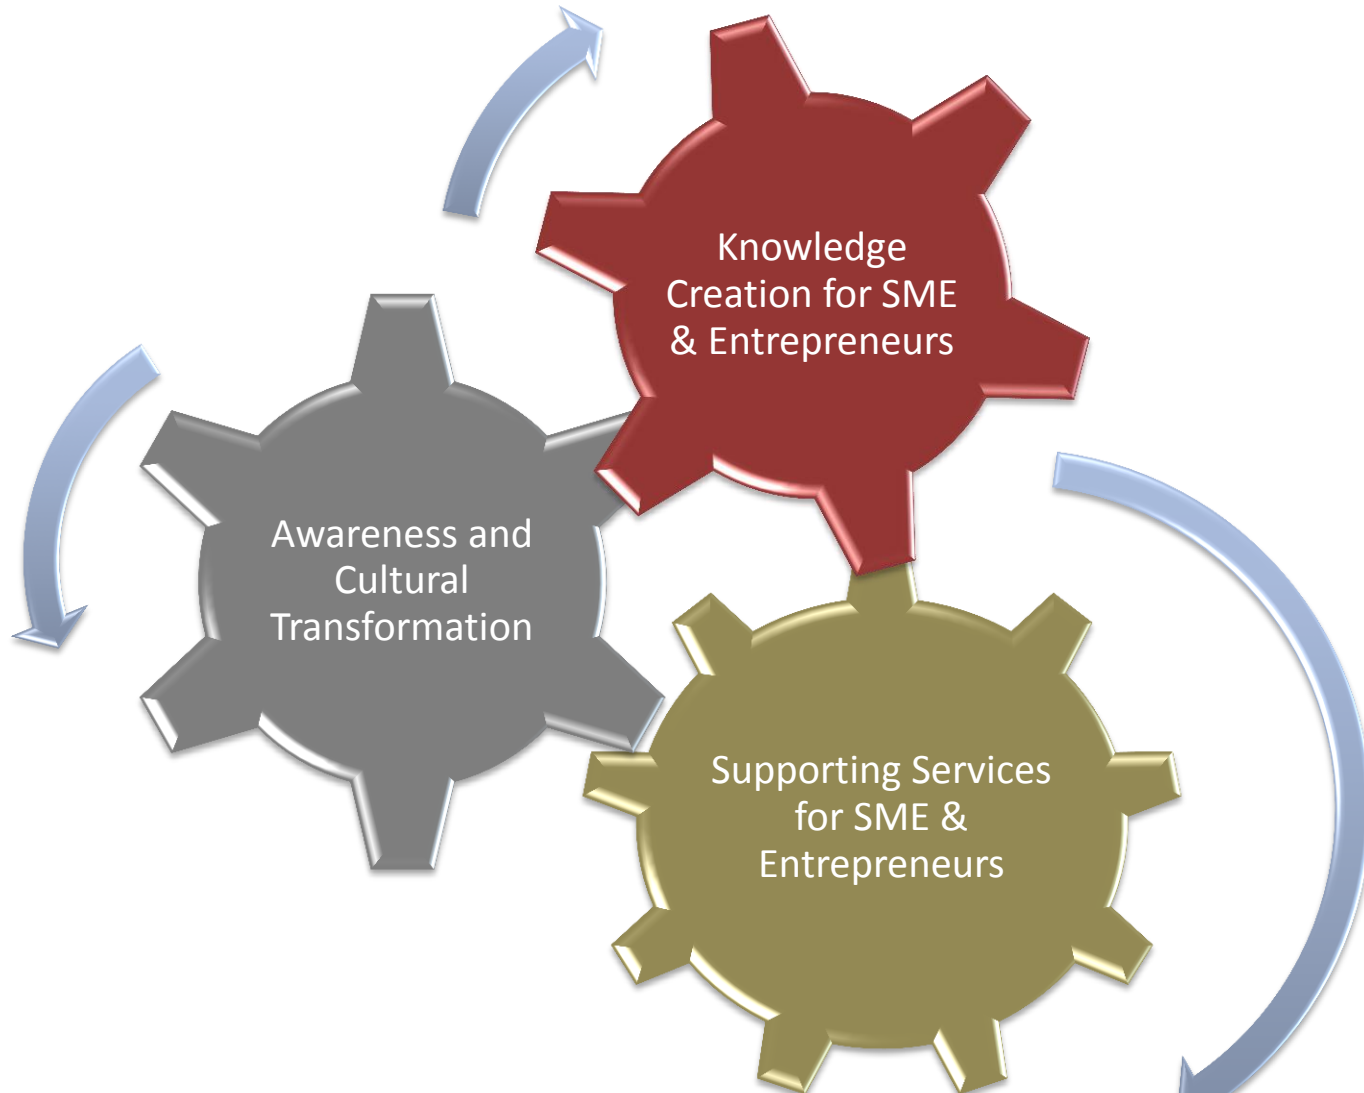 Knowledge
Creation for SME
& Entrepreneurs
Awareness and
Cultural
Transformation
Supporting Services
for SME &
Entrepreneurs